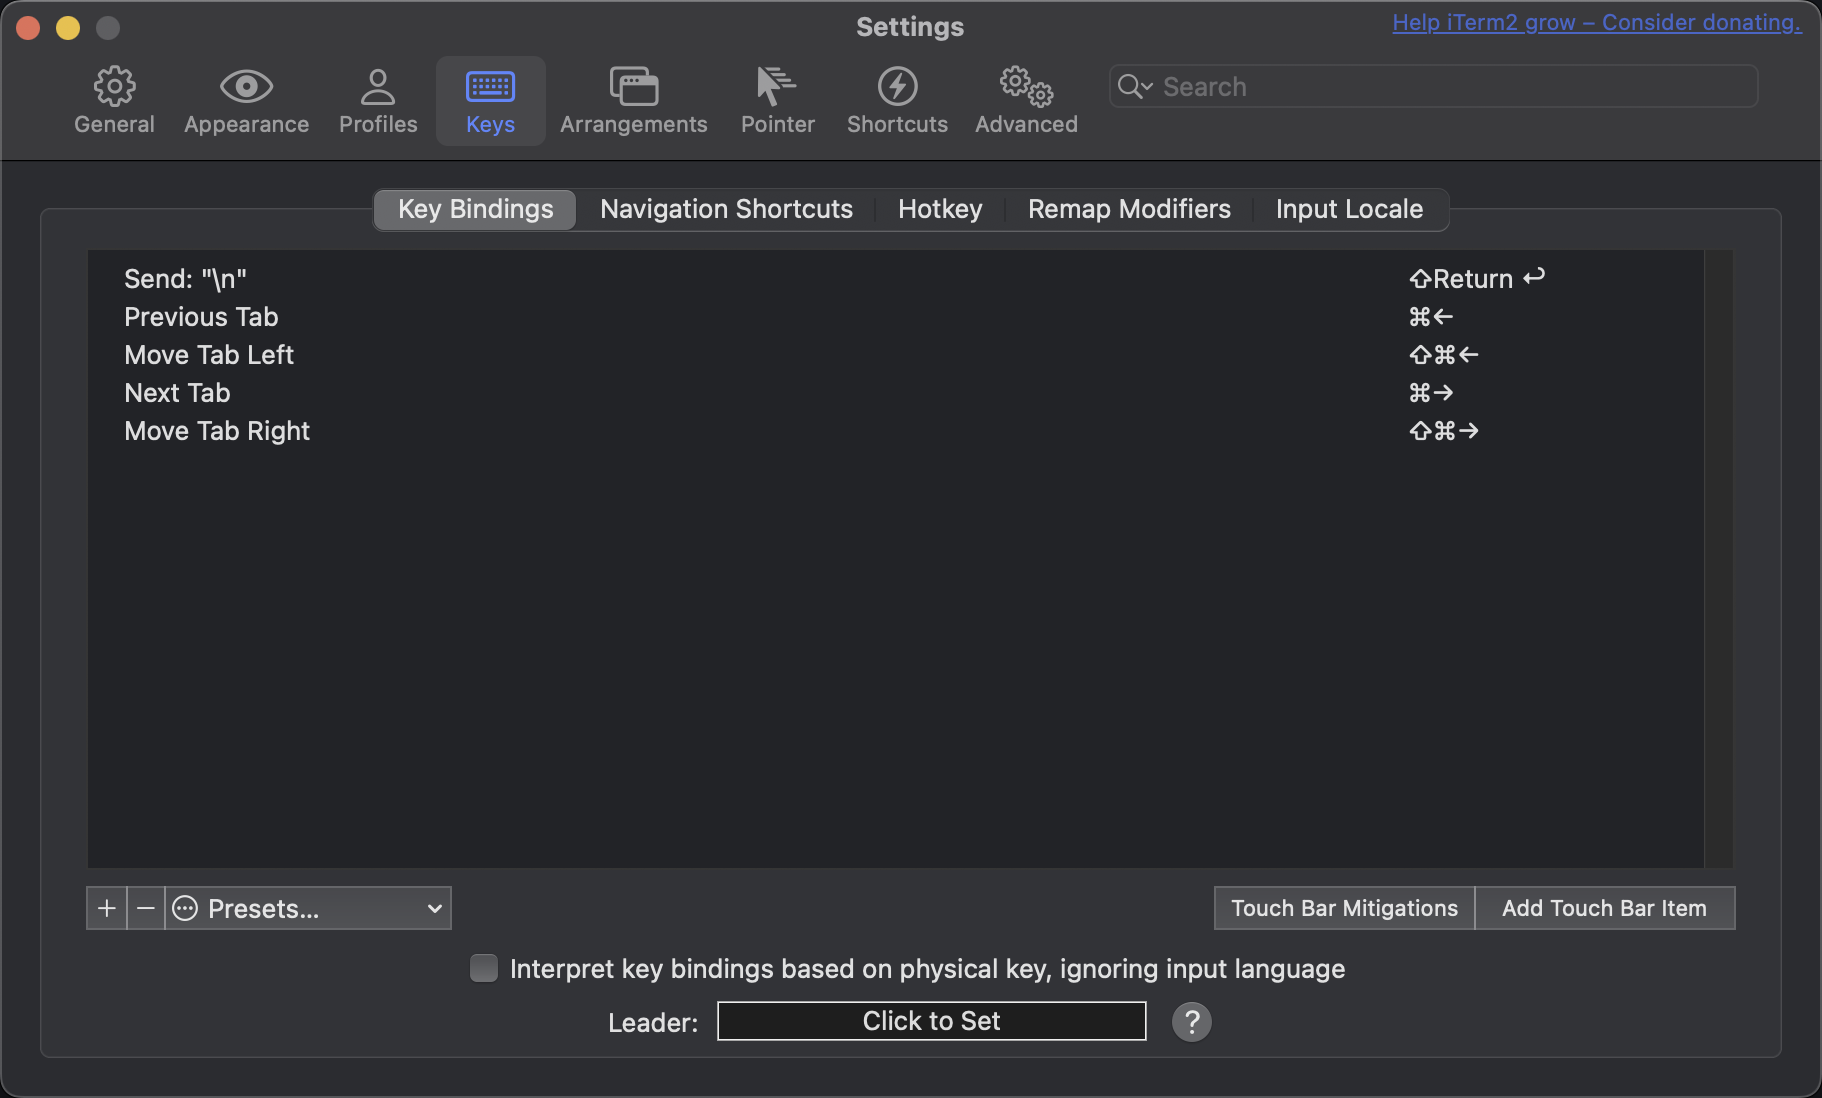 Settings
Help iTerm2 grow – Consider donating.
General Appearance Profiles Keys Arrangements Pointer Shortcuts Advanced Search
Key Bindings Navigation Shortcuts Hotkey Remap Modifiers Input Locale
Send: "\n" ⇧Return ↩
Previous Tab ⌘←
Move Tab Left ⇧⌘←
Next Tab ⌘→
Move Tab Right ⇧⌘→
+ − Presets... Touch Bar Mitigations Add Touch Bar Item
Interpret key bindings based on physical key, ignoring input language
Leader: Click to Set ?